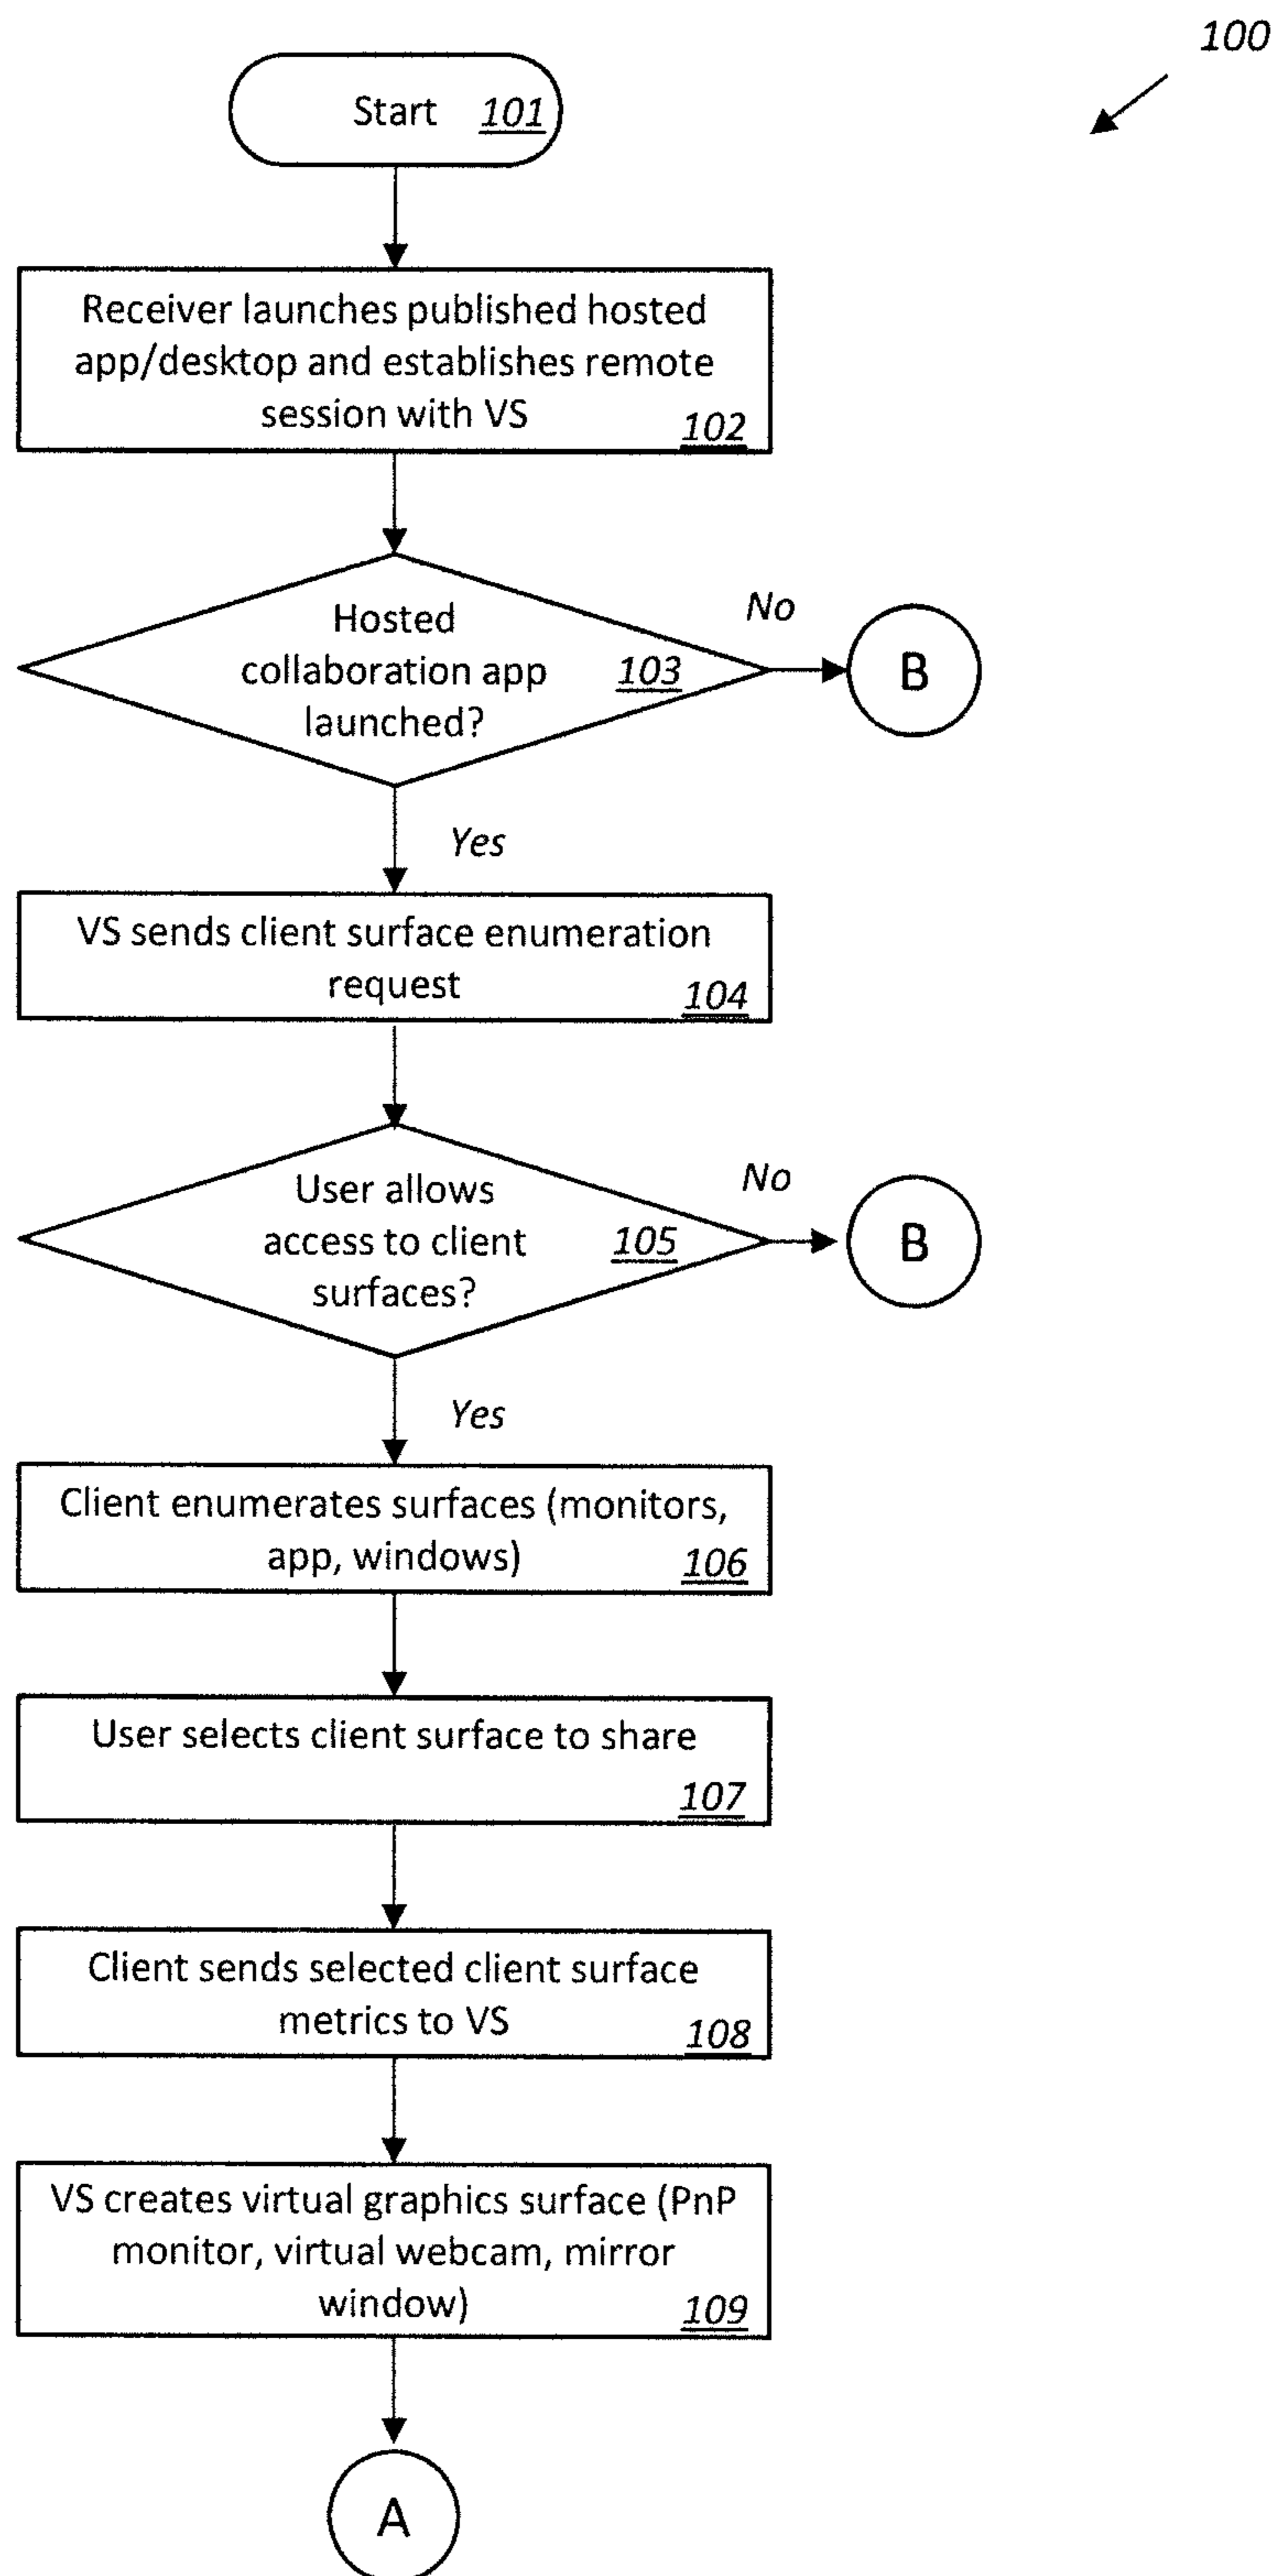 100
Start 101
Receiver launches published hosted
app/desktop and establishes remote
session with VS
102
Hosted
collaboration app
launched?
103
No
B
Yes
VS sends client surface enumeration
request
104
User allows
access to client
surfaces?
105
No
B
Yes
Client enumerates surfaces (monitors,
app, windows)
106
User selects client surface to share
107
Client sends selected client surface
metrics to VS
108
VS creates virtual graphics surface (PnP
monitor, virtual webcam, mirror
window)
109
A